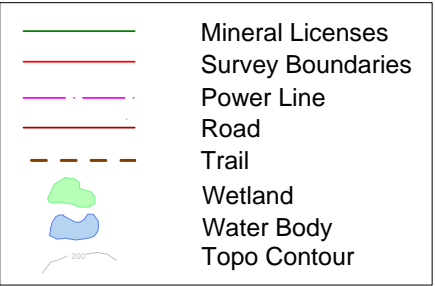 Mineral Licenses
Survey Boundaries
Power Line
Road
Trail
Wetland
Water Body
Topo Contour
200